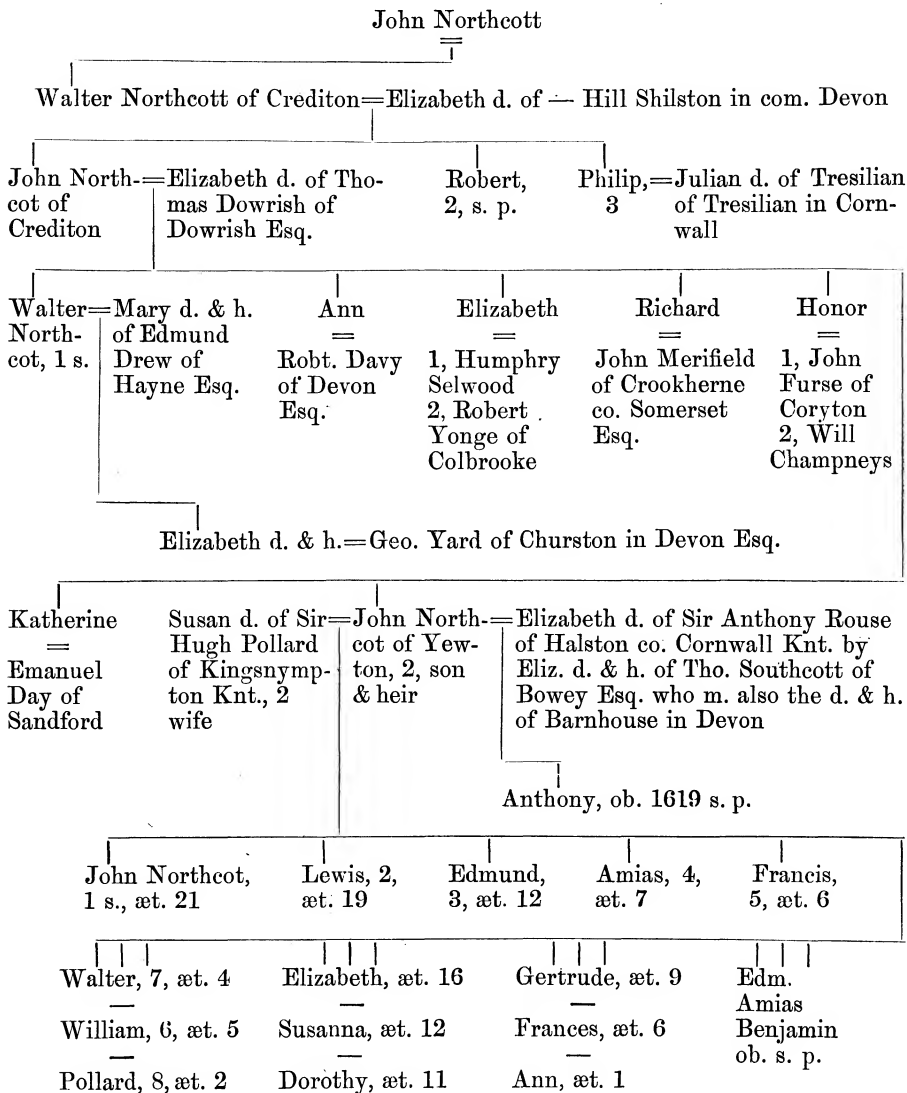 John Northcott
=
Walter Northcott of Crediton=Elizabeth d. of — Hill Shilston in com. Devon
John North-=Elizabeth d. of Tho-
cot of mas Dowrish of
Crediton Dowrish Esq.
Robert,
2, s. p.
Philip,=Julian d. of Tresilian
3 of Tresilian in Corn-
wall
Walter=Mary d. & h.
North- of Edmund
cot, 1 s. Drew of
Hayne Esq.
Ann
=
Robt. Davy
of Devon
Esq.
Elizabeth
=
1, Humphry
Selwood
2, Robert
Yonge of
Colbrooke
Richard
=
John Merifield
of Crookherne
co. Somerset
Esq.
Honor
=
1, John
Furse of
Coryton
2, Will
Champneys
Elizabeth d. & h.=Geo. Yard of Churston in Devon Esq.
Katherine
=
Emanuel
Day of
Sandford
Susan d. of Sir=John North-=Elizabeth d. of Sir Anthony Rouse
Hugh Pollard cot of Yew- of Halston co. Cornwall Knt. by
of Kingsnymp- ton, 2, son Eliz. d. & h. of Tho. Southcott of
ton Knt., 2 & heir Bowey Esq. who m. also the d. & h.
wife of Barnhouse in Devon
Anthony, ob. 1619 s. p.
John Northcot,
1 s., æt. 21
Lewis, 2,
æt. 19
Edmund,
3, æt. 12
Amias, 4,
æt. 7
Francis,
5, æt. 6
Walter, 7, æt. 4
—
William, 6, æt. 5
—
Pollard, 8, æt. 2
Elizabeth, æt. 16
—
Susanna, æt. 12
—
Dorothy, æt. 11
Gertrude, æt. 9
—
Frances, æt. 6
—
Ann, æt. 1
Edm.
Amias
Benjamin
ob. s. p.